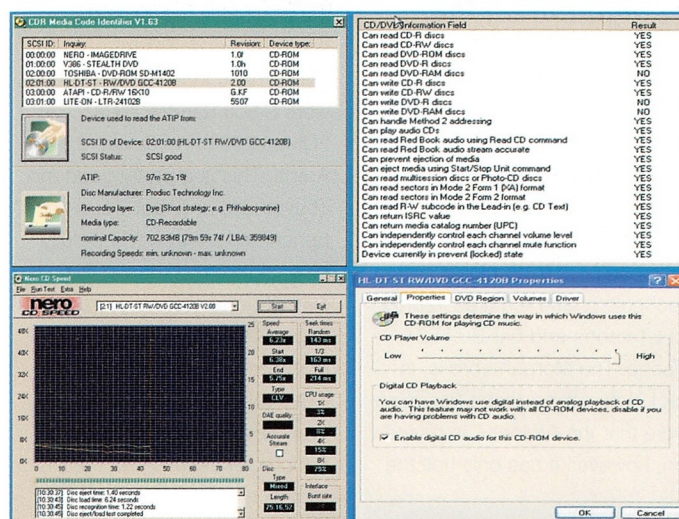 CDR Media Code Identifier V1.63
SCSI ID: Inquiry: Revision: Device type:
00:00:00 NERO - IMAGEDRIVE 1.0f CD-ROM
01:00:00 V386 - STEALTH DVD 1.0h CD-ROM
02:00:00 TOSHIBA - DVD-ROM SD-M1402 1010 CD-ROM
02:01:00 HL-DT-ST - RW/DVD GCC-4120B 2.00 CD-ROM
03:00:00 ATAPI - CD-R/RW 16X10 G.KF CD-ROM
03:01:00 LITE-ON - LTR-24102B 5S07 CD-ROM
Device used to read the ATIP from:
SCSI ID of Device: 02:01:00 (HL-DT-ST RW/DVD GCC-4120B)
SCSI Status: SCSI good
ATIP: 97m 32s 19f
Disc Manufacturer: Prodisc Technology Inc.
Recording layer: Dye (Short strategy; e.g. Phthalocyanine)
Media type: CD-Recordable
nominal Capacity: 702.83MB (79m 59s 74f / LBA: 359849)
Recording Speeds: min. unknown - max. unknown
CD/DVD Information Field Result
Can read CD-R discs YES
Can read CD-RW discs YES
Can read DVD-ROM discs YES
Can read DVD-R discs YES
Can read DVD-RAM discs NO
Can write CD-R discs YES
Can write CD-RW discs YES
Can write DVD-R discs NO
Can write DVD-RAM discs NO
Can handle Method 2 addressing YES
Can play audio CDs YES
Can read Red Book audio using Read CD command YES
Can read Red Book audio stream accurate YES
Can prevent ejection of media YES
Can eject media using Start/Stop Unit command YES
Can read multisession discs or Photo-CD discs YES
Can read sectors in Mode 2 Form 1 (XA) format YES
Can read sectors in Mode 2 Form 2 format YES
Can read R-W subcode in the Lead-in (e.g. CD Text) YES
Can return ISRC value YES
Can return media catalog number (UPC) YES
Can independently control each channel volume level YES
Can independently control each channel mute function YES
Device currently in prevent (locked) state YES
Nero CD Speed
File Run Test Extra Help
nero
CD SPEED
[2:1] HL-DT-ST RW/DVD GCC-4120B V2.00
Start
Exit
48X
40X
32X
24X
16X
8X
0X
25
20
15
10
5
0 10 20 30 40 50 60 70 80
Speed
Average
6.23x
Start
6.38x
End
5.75x
Type
CLV
DAE quality
Accurate
Stream
Disc
Type
Mixed
Length
75:16.52
Seek times
Random
143 ms
1/3
163 ms
Full
214 ms
CPU usage
1X
3%
2X
8%
4X
15%
8X
79%
Interface
Burst rate
[10:30:37] Disc eject time: 1.40 seconds
[10:30:43] Disc load time: 6.24 seconds
[10:30:45] Disc recognition time: 1.22 seconds
[10:30:45] Disc eject/load test completed
HL-DT-ST RW/DVD GCC-4120B Properties
General Properties DVD Region Volumes Driver
These settings determine the way in which Windows uses this
CD-ROM for playing CD music.
CD Player Volume
Low High
Digital CD Playback
You can have Windows use digital instead of analog playback of CD
audio. This feature may not work with all CD-ROM devices, disable if you
are having problems with CD audio.
Enable digital CD audio for this CD-ROM device.
OK Cancel